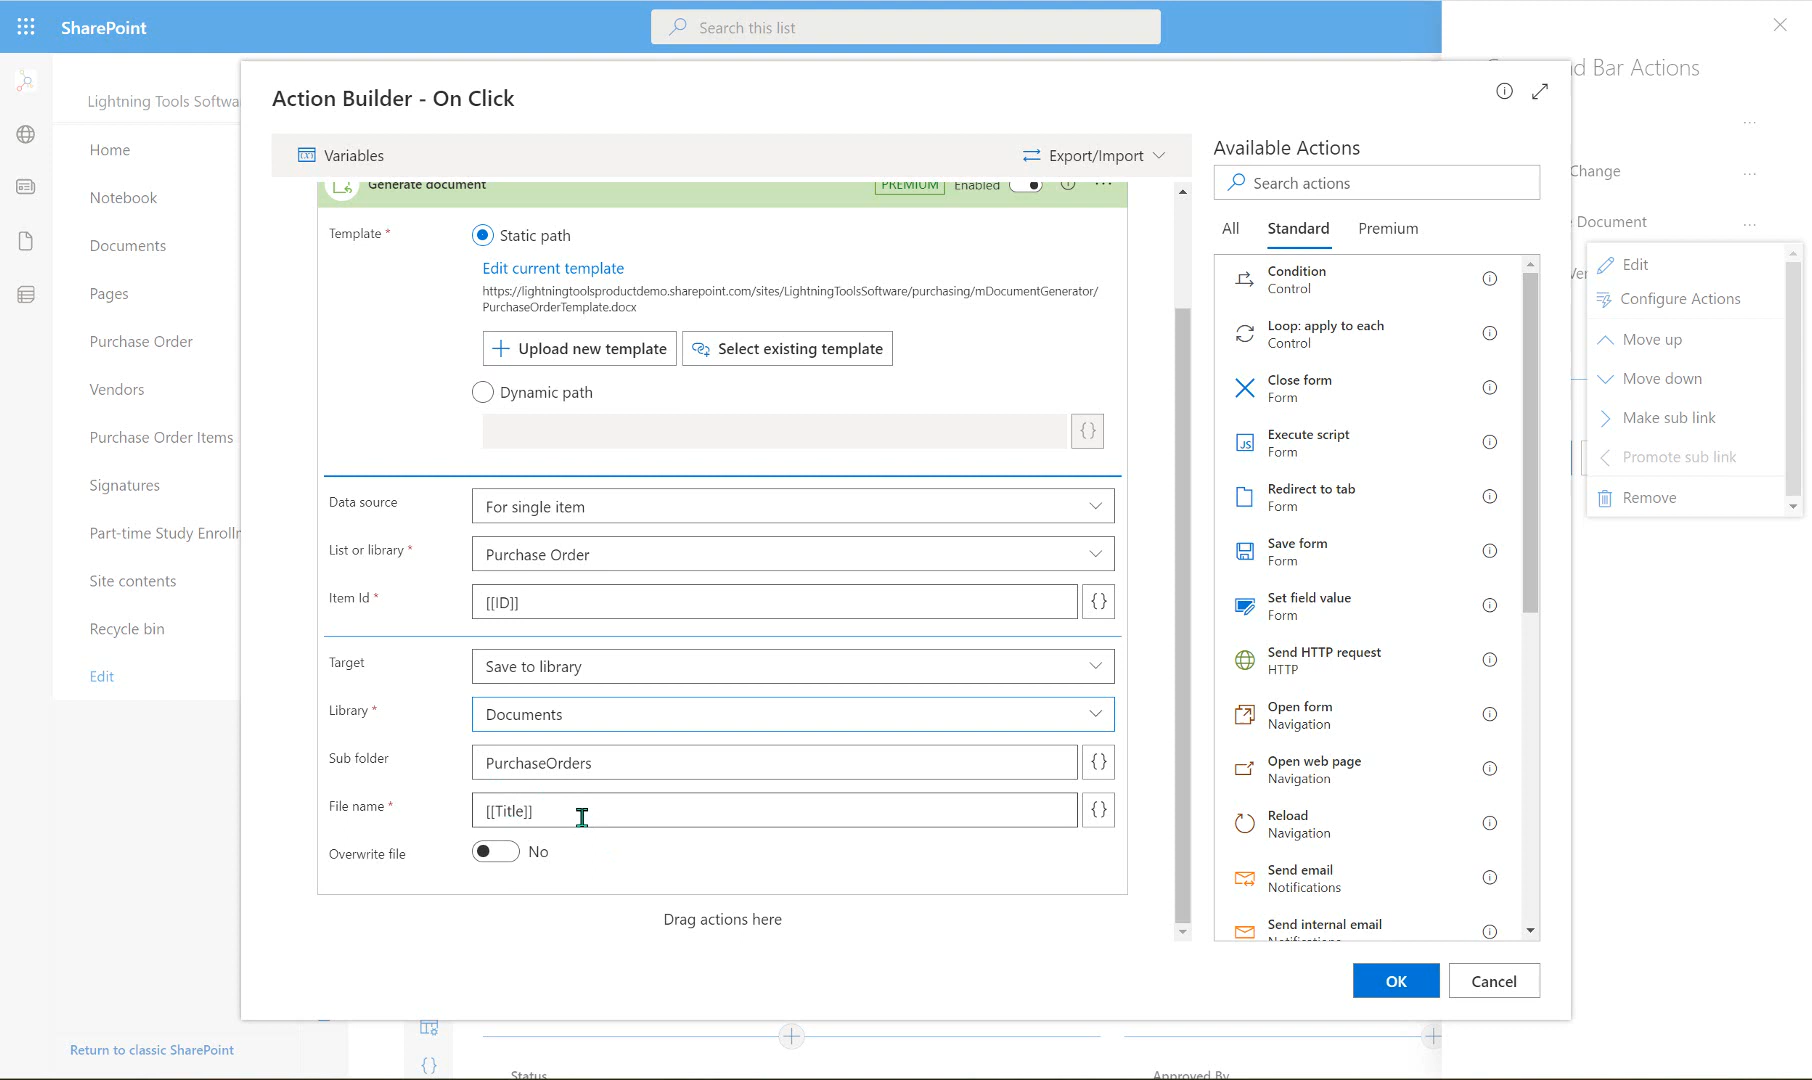 SharePoint
Search this list
d Bar Actions
Lightning Tools Softwa
Action Builder - On Click
Variables
Export/Import
Available Actions
Home
Notebook
Documents
Pages
Purchase Order
Vendors
Purchase Order Items
Signatures
Part-time Study Enrollr
Site contents
Recycle bin
Edit
Return to classic SharePoint
Generate document
PREMIUM
Enabled
Template *
Static path
Edit current template
https://lightningtoolsproductdemo.sharepoint.com/sites/LightningToolsSoftware/purchasing/mDocumentGenerator/
PurchaseOrderTemplate.docx
Upload new template
Select existing template
Dynamic path
{}
Data source
For single item
List or library *
Purchase Order
Item Id *
[[ID]]
{}
Target
Save to library
Library *
Documents
Sub folder
PurchaseOrders
{}
File name *
[[Title]]
{}
Overwrite file
No
Drag actions here
Search actions
All
Standard
Premium
Condition
Control
Loop: apply to each
Control
Close form
Form
JS
Execute script
Form
Redirect to tab
Form
Save form
Form
Set field value
Form
Send HTTP request
HTTP
Open form
Navigation
Open web page
Navigation
Reload
Navigation
Send email
Notifications
Send internal email
Notifications
OK
Cancel
Change
Document
Ver
Edit
Configure Actions
Move up
Move down
Make sub link
Promote sub link
Remove
{}
Status
Approved By